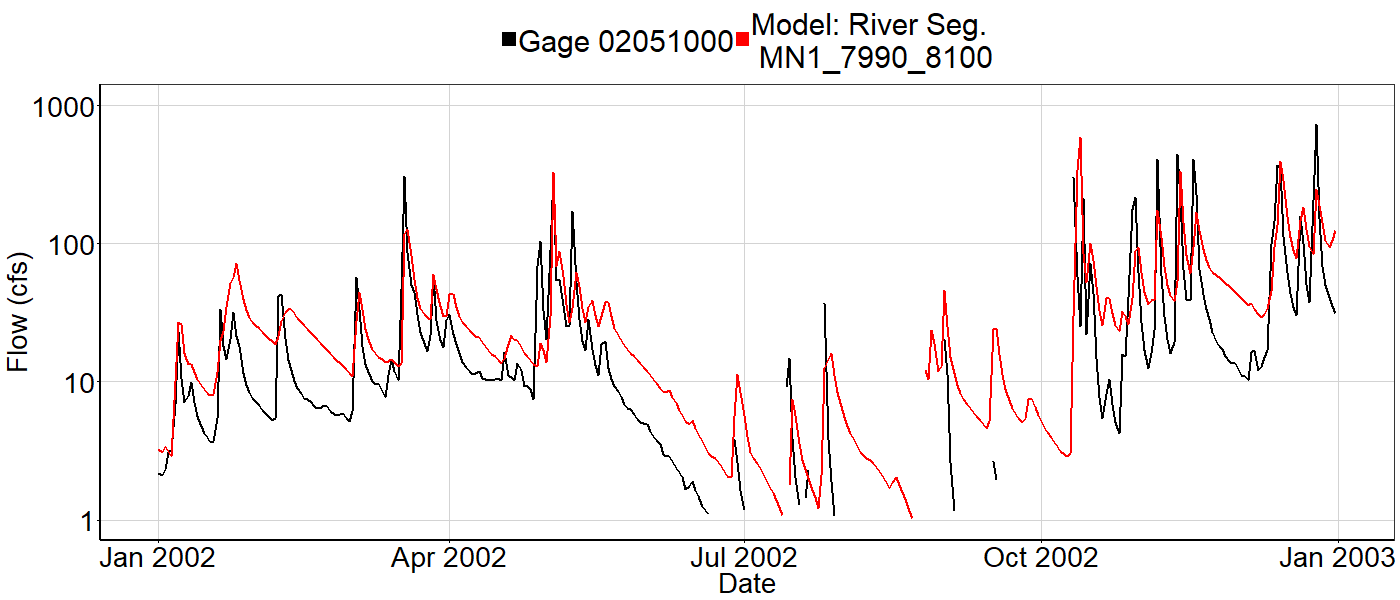 Gage 02051000
Model: River Seg.
MN1_7990_8100
1000
100
10
1
Flow (cfs)
Jan 2002 Apr 2002 Jul 2002 Oct 2002 Jan 2003
Date